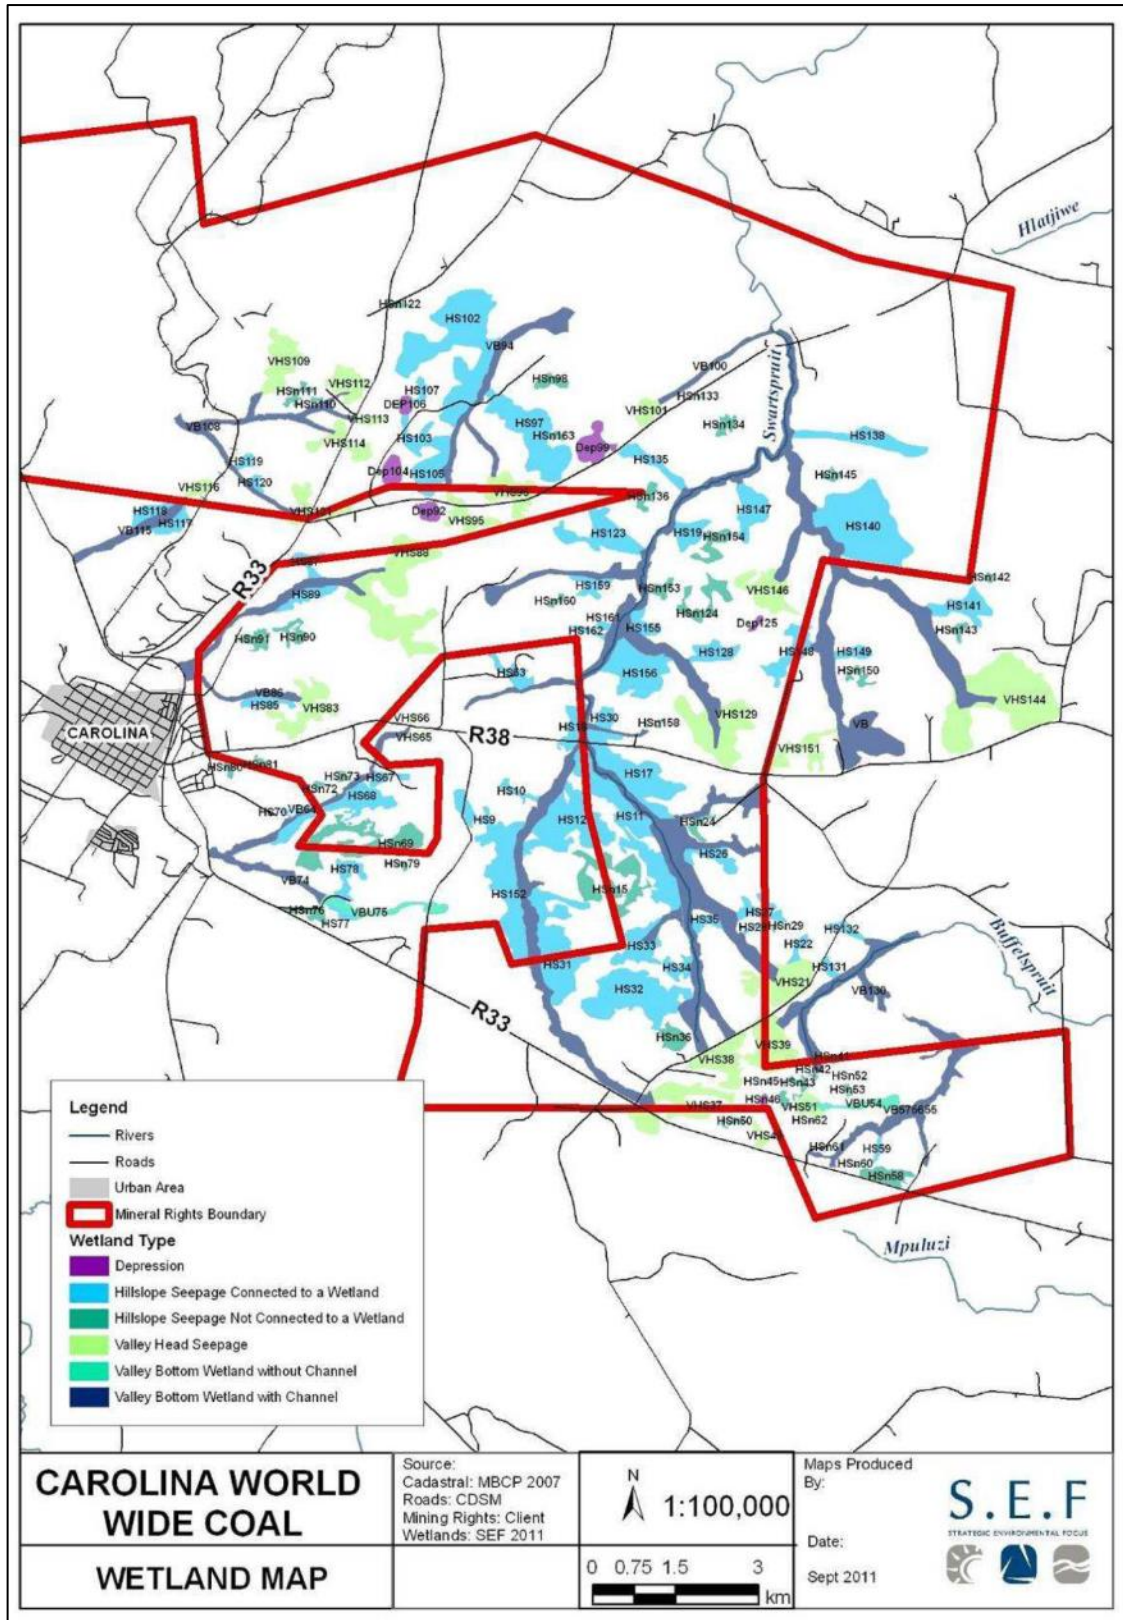 Hlatjiwe
HSn122
HS102
VB94
VHS109
VB100
Swartspruit
HSn111
VHS112
HS107
HSn98
HSn110
DEP106
HSn133
VHS113
VHS101
VB108
HS97
HSn134
VHS114
HS103
HSn163
HS138
Dep99
HS119
HS135
Dep104
HS105
HSn145
HS120
VHS116
HSn136
HS118
Dep92
HS147
HS117
VHS95
HS140
VB115
HS123
HS19
HSn154
VHS88
R33
HSn142
HS89
HS159
HSn153
VHS146
HSn160
HS141
HSn124
HS161
HSn143
HSn91
HSn90
HS162
HS155
Dep125
HS128
HS148
HS149
HS63
HS156
HSn150
VB86
VHS144
HS85
VHS83
VHS66
HS30
VHS129
VB
CAROLINA
VHS65
R38
HSn158
VHS151
HSn81
HSn73
HS67
HS17
HSn72
HS10
HS68
HS70
VB64
HS9
HS12
HS11
HSn24
HSn69
HS26
HS78
HSn79
HSn15
VB74
HS152
HSn76
VBU75
HS35
HS27
HS77
HSn29
HS132
Buffelspruit
HS33
HS22
HS31
HS34
HS131
VHS21
HS32
VB130
R33
HSn36
VHS39
VHS38
HSn41
HSn42
HSn45
HSn43
HSn52
HSn53
HSn46
VHS37
VHS51
VBU54
VB575655
HSn50
HSn62
HSn61
HS59
HSn60
HSn58
Mpuluzi
Legend
Rivers
Roads
Urban Area
Mineral Rights Boundary
Wetland Type
Depression
Hillslope Seepage Connected to a Wetland
Hillslope Seepage Not Connected to a Wetland
Valley Head Seepage
Valley Bottom Wetland without Channel
Valley Bottom Wetland with Channel
CAROLINA WORLD
WIDE COAL
WETLAND MAP
Source:
Cadastral: MBCP 2007
Roads: CDSM
Mining Rights: Client
Wetlands: SEF 2011
N
1:100,000
0 0.75 1.5 3
km
Maps Produced
By:
Date:
Sept 2011
S.E.F
STRATEGIC ENVIRONMENTAL FOCUS